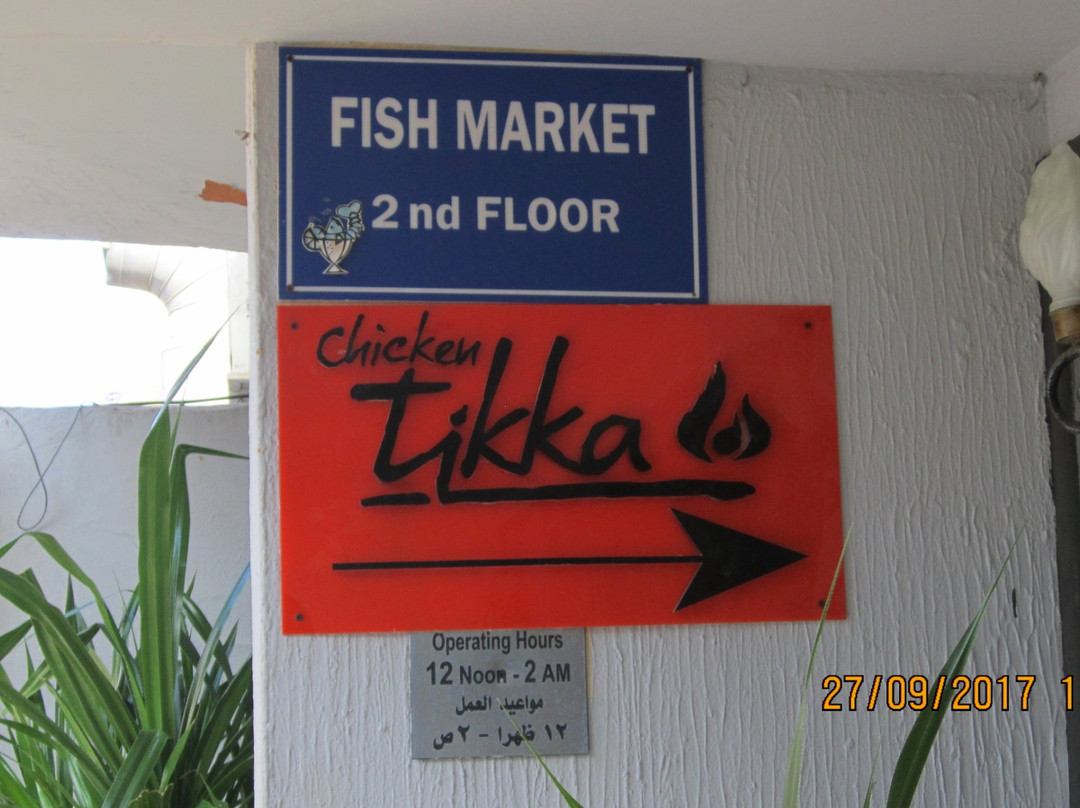 FISH MARKET
2nd FLOOR
Chicken
Tikka
Operating Hours
12 Noon - 2 AM
مواعيد العمل
١٢ ظهرا - ٢ ص
27/09/2017 1